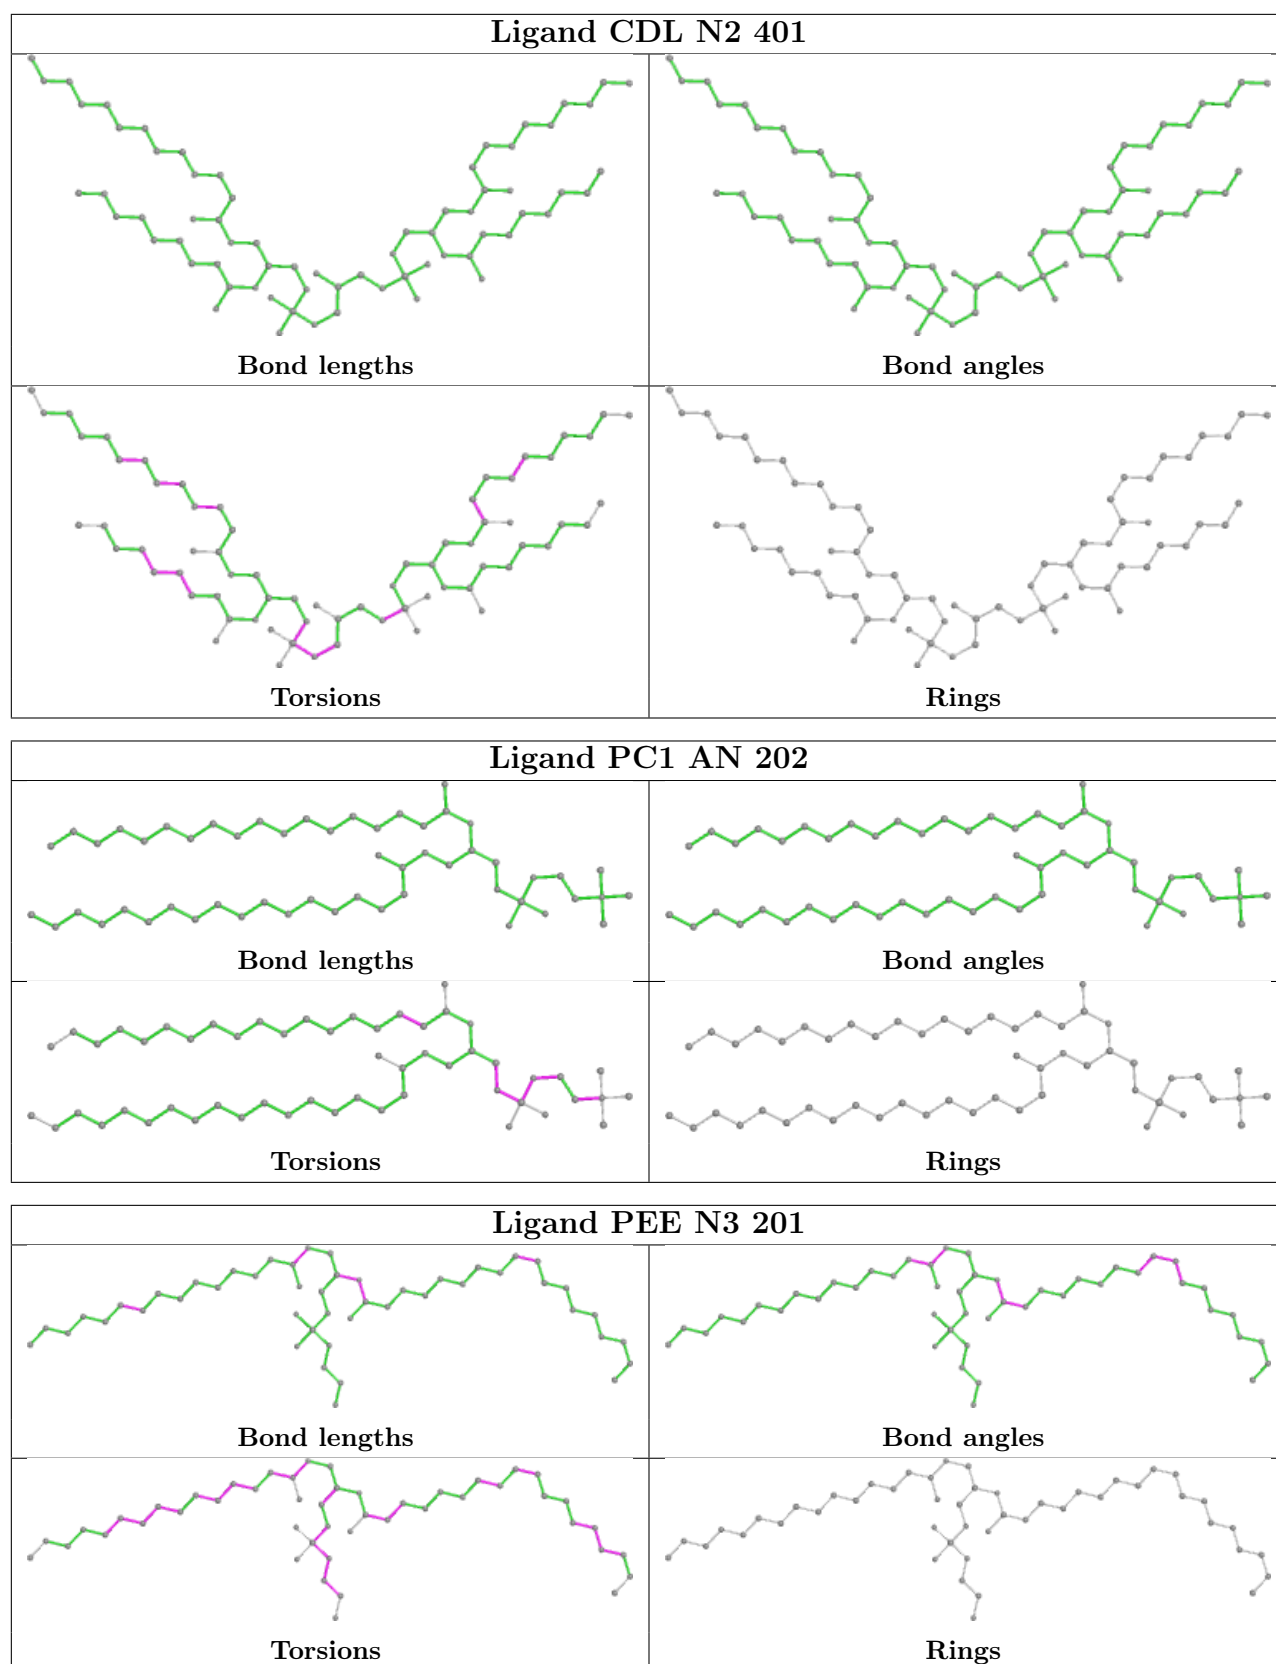 Ligand CDL N2 401
Bond lengths
Bond angles
Torsions
Rings
Ligand PC1 AN 202
Bond lengths
Bond angles
Torsions
Rings
Ligand PEE N3 201
Bond lengths
Bond angles
Torsions
Rings